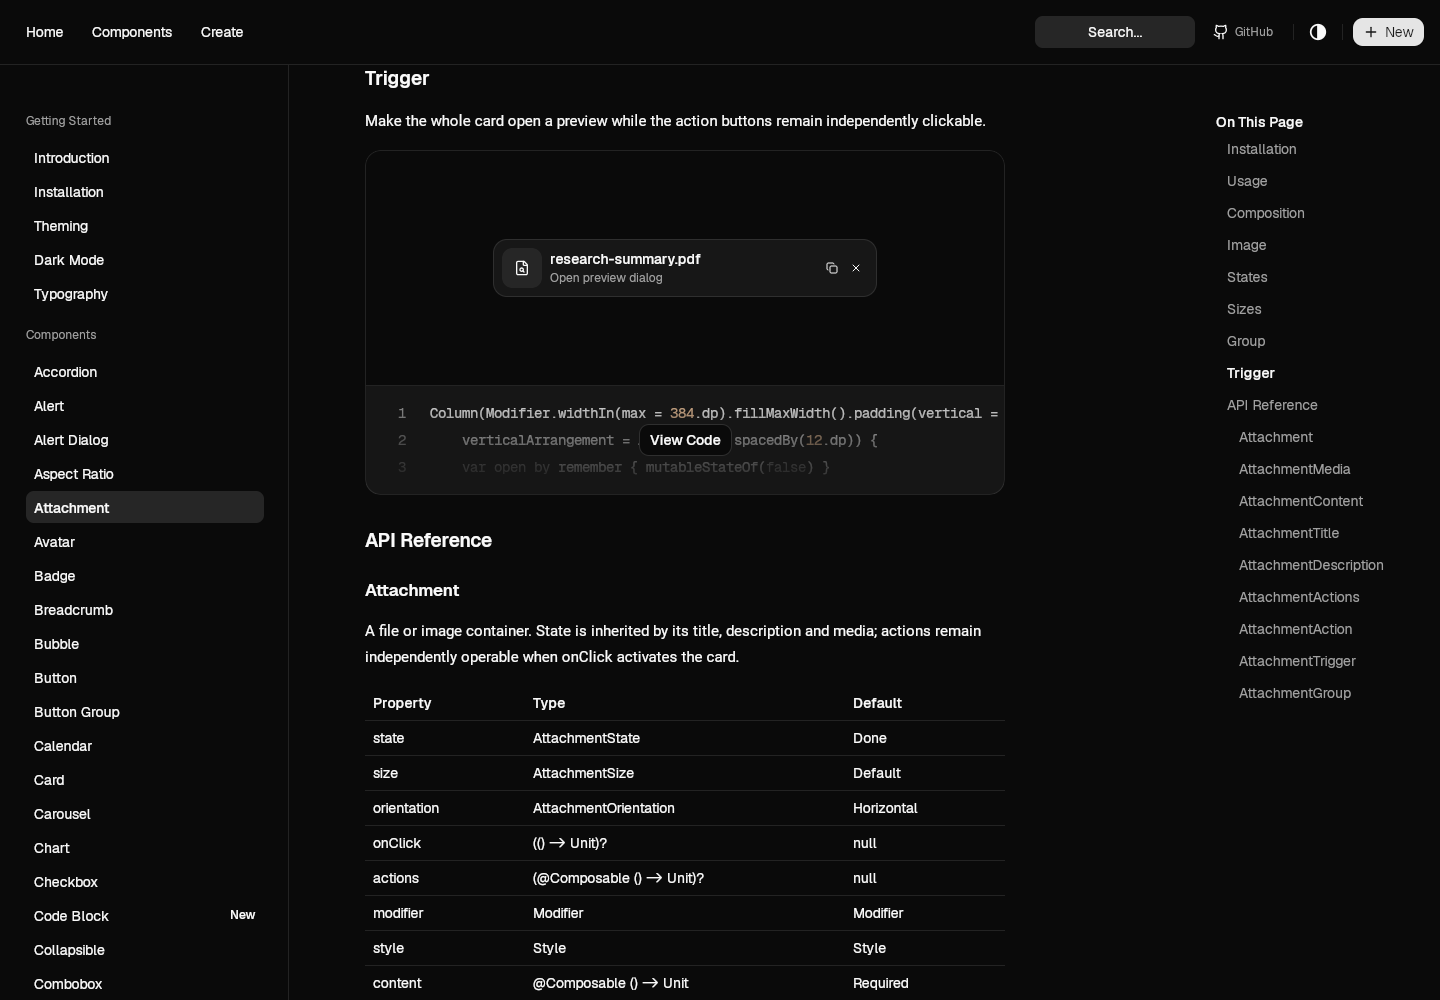 Home
Components
Create
Search...
GitHub
New
Getting Started
Introduction
Installation
Theming
Dark Mode
Typography
Components
Accordion
Alert
Alert Dialog
Aspect Ratio
Attachment
Avatar
Badge
Breadcrumb
Bubble
Button
Button Group
Calendar
Card
Carousel
Chart
Checkbox
Code Block New
Collapsible
Combobox
Trigger
Make the whole card open a preview while the action buttons remain independently clickable.
research-summary.pdf
Open preview dialog
1 Column(Modifier.widthIn(max = 384.dp).fillMaxWidth().padding(vertical =
2 verticalArrangement = spacedBy(12.dp)) {
View Code
3 var open by remember { mutableStateOf(false) }
API Reference
Attachment
A file or image container. State is inherited by its title, description and media; actions remain
independently operable when onClick activates the card.
Property Type Default
state AttachmentState Done
size AttachmentSize Default
orientation AttachmentOrientation Horizontal
onClick (() -> Unit)? null
actions (@Composable () -> Unit)? null
modifier Modifier Modifier
style Style Style
content @Composable () -> Unit Required
On This Page
Installation
Usage
Composition
Image
States
Sizes
Group
Trigger
API Reference
Attachment
AttachmentMedia
AttachmentContent
AttachmentTitle
AttachmentDescription
AttachmentActions
AttachmentAction
AttachmentTrigger
AttachmentGroup